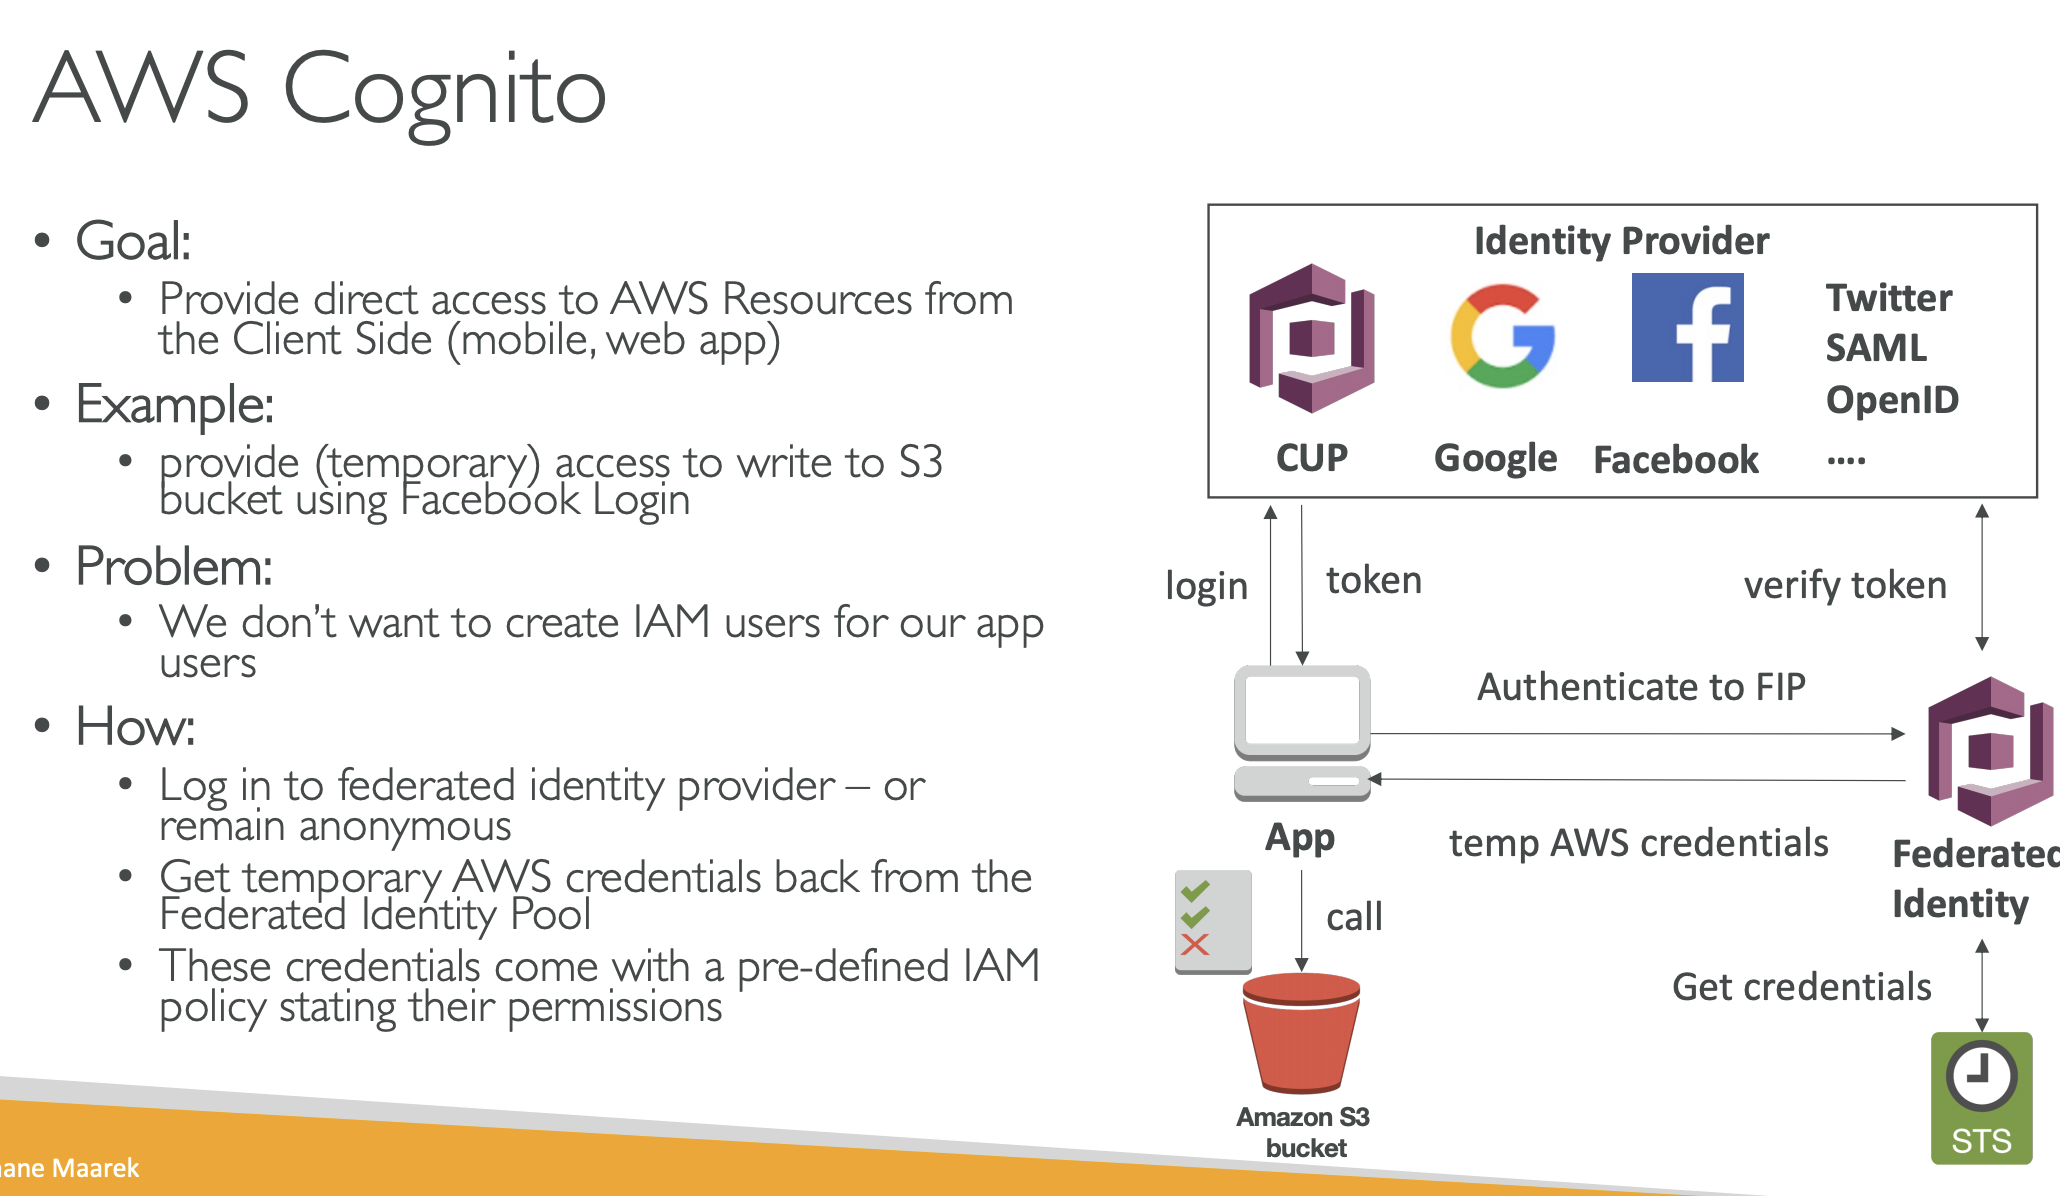 AWS Cognito
• Goal:
• Provide direct access to AWS Resources from
the Client Side (mobile, web app)
• Example:
• provide (temporary) access to write to S3
bucket using Facebook Login
• Problem:
• We don’t want to create IAM users for our app
users
• How:
• Log in to federated identity provider – or
remain anonymous
• Get temporary AWS credentials back from the
Federated Identity Pool
• These credentials come with a pre-defined IAM
policy stating their permissions
Identity Provider
Twitter
SAML
OpenID
....
CUP
Google
Facebook
login
token
verify token
Authenticate to FIP
temp AWS credentials
App
Federated
Identity
call
Get credentials
Amazon S3
bucket
STS
Maarek